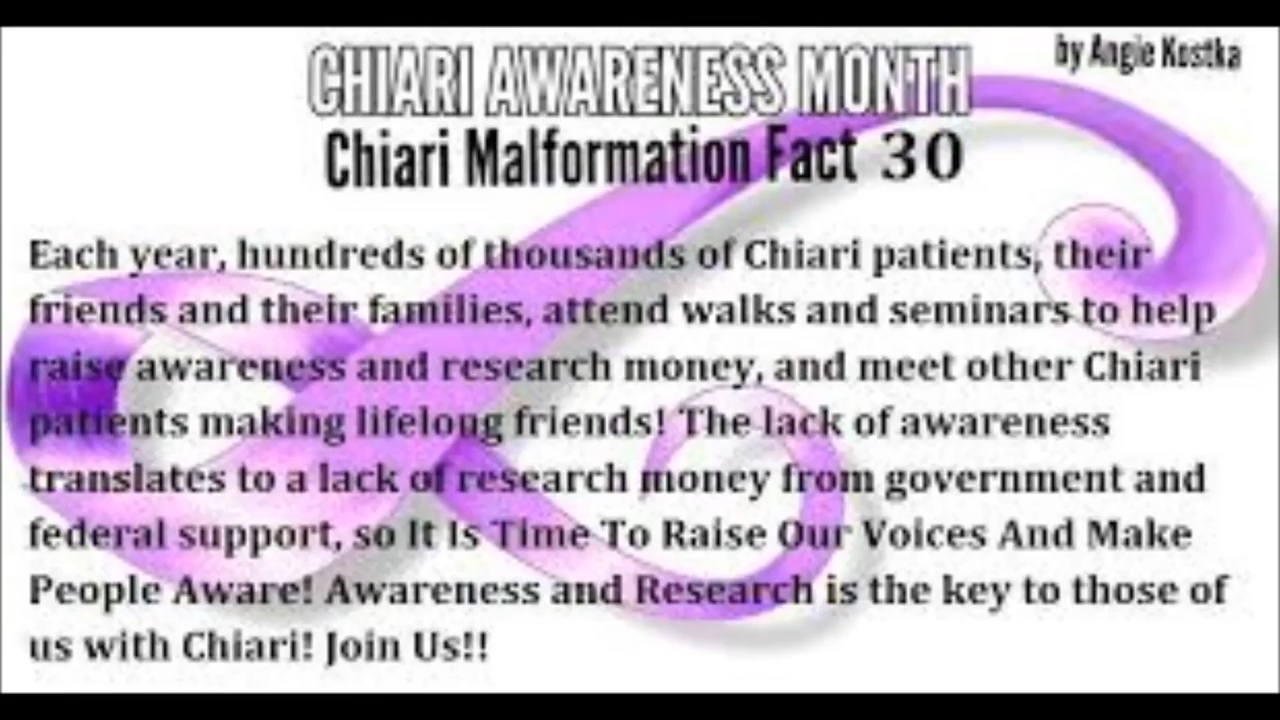 CHIARI AWARENESS MONTH
by Angie Kostka
Chiari Malformation Fact 30
Each year, hundreds of thousands of Chiari patients, their
friends and their families, attend walks and seminars to help
raise awareness and research money, and meet other Chiari
patients making lifelong friends! The lack of awareness
translates to a lack of research money from government and
federal support, so It Is Time To Raise Our Voices And Make
People Aware! Awareness and Research is the key to those of
us with Chiari! Join Us!!